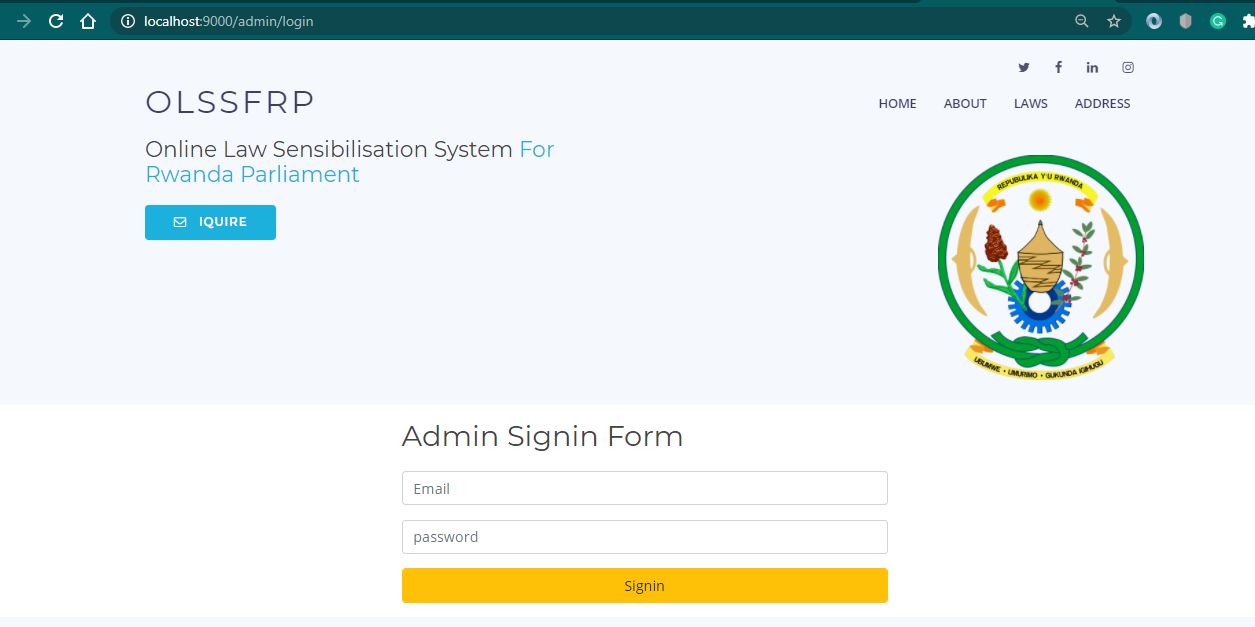 localhost:9000/admin/login
OLSSFRP
HOME ABOUT LAWS ADDRESS
Online Law Sensibilisation System For
Rwanda Parliament
IQUIRE
REPUBULIKA Y'U RWANDA
UBUMWE • UMURIMO • GUKUNDA IGIHUGU
Admin Signin Form
Email
password
Signin